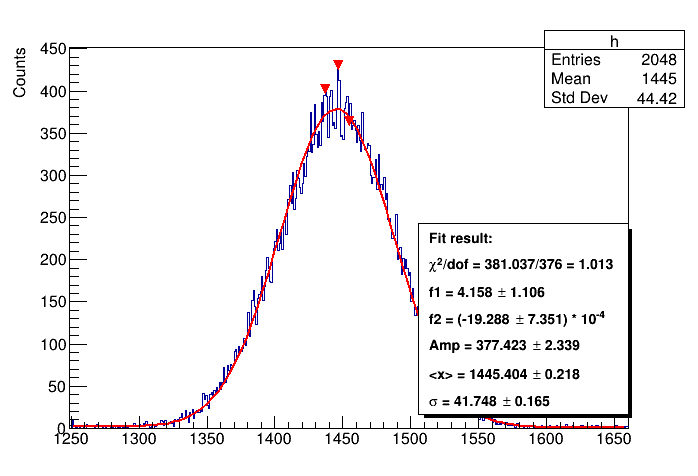 h
Entries 2048
Mean 1445
Std Dev 44.42
Counts
450
400
350
300
250
200
150
100
50
0
Fit result:
χ²/dof = 381.037/376 = 1.013
f1 = 4.158 ± 1.106
f2 = (-19.288 ± 7.351) * 10⁻⁴
Amp = 377.423 ± 2.339
<x> = 1445.404 ± 0.218
σ = 41.748 ± 0.165
1250 1300 1350 1400 1450 1500 1550 1600 1650